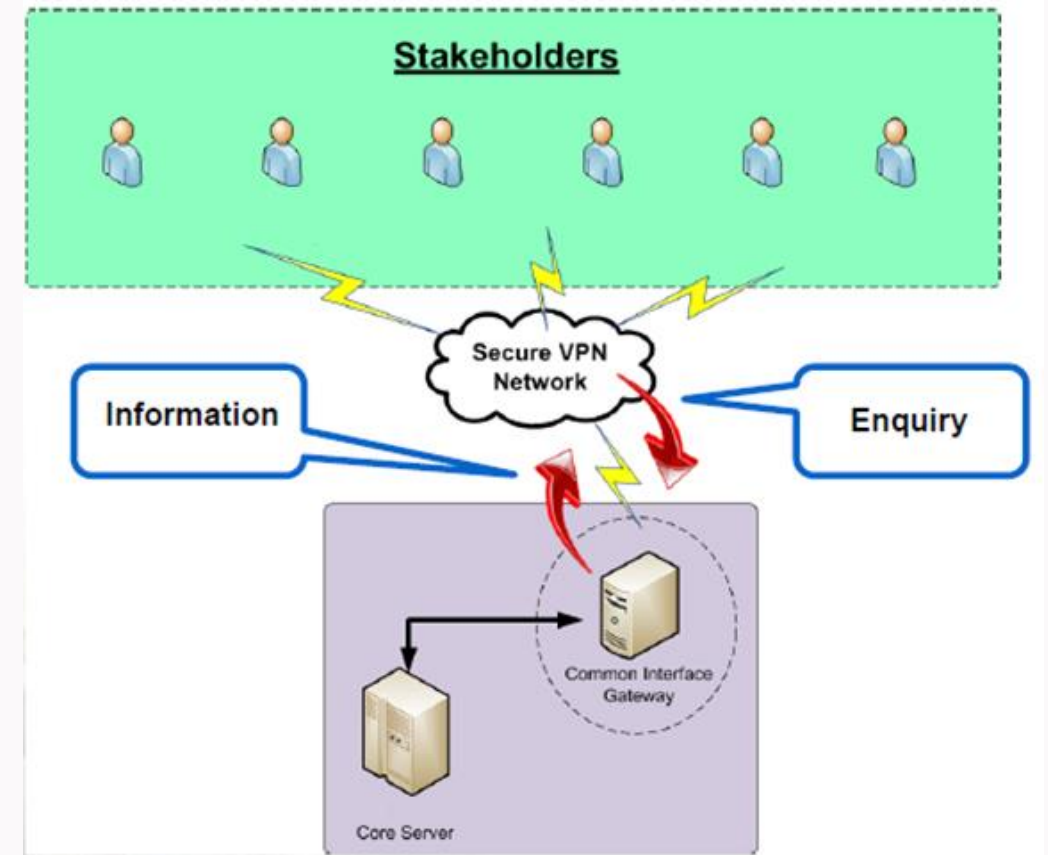 Stakeholders
Secure VPN
Network
Information
Enquiry
Common Interface
Gateway
Core Server